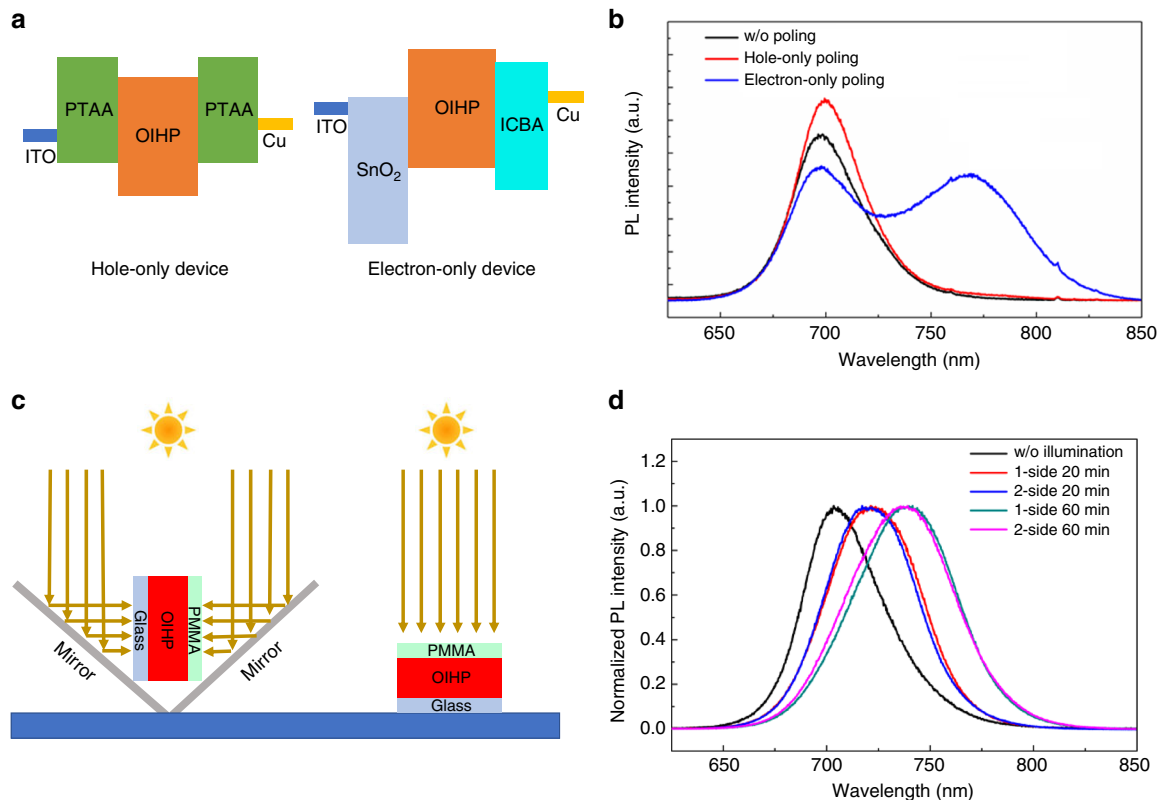 a
PTAA
OIHP
PTAA
ITO
Cu
Hole-only device
ITO
SnO2
OIHP
ICBA
Cu
Electron-only device
b
w/o poling
Hole-only poling
Electron-only poling
PL intensity (a.u.)
650
700
750
800
850
Wavelength (nm)
c
Glass
OIHP
PMMA
Mirror
Mirror
PMMA
OIHP
Glass
d
w/o illumination
1-side 20 min
2-side 20 min
1-side 60 min
2-side 60 min
Normalized PL intensity (a.u.)
1.2
1.0
0.8
0.6
0.4
0.2
0.0
650
700
750
800
850
Wavelength (nm)